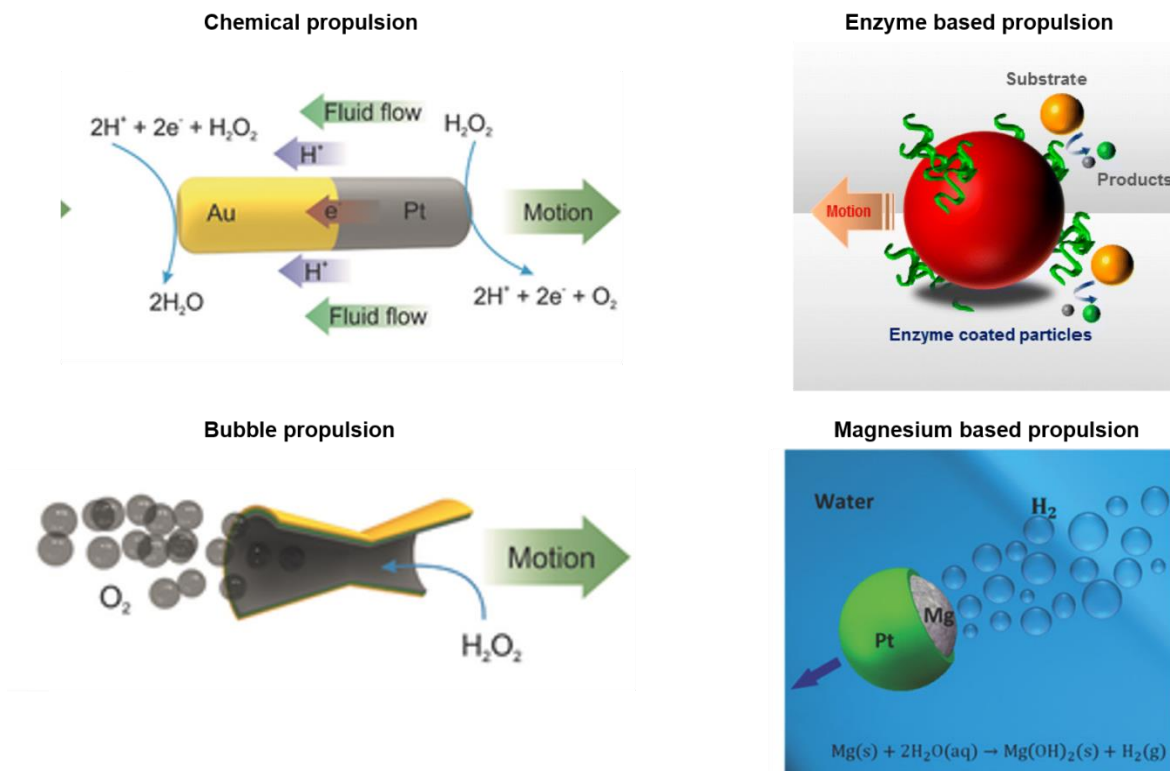 Chemical propulsion
Fluid flow
H₂O₂
2H⁺ + 2e⁻ + H₂O₂
H⁺
Au
e⁻
Pt
Motion
H⁺
2H₂O
2H⁺ + 2e⁻ + O₂
Fluid flow
Enzyme based propulsion
Substrate
Products
Motion
Enzyme coated particles
Bubble propulsion
Motion
O₂
H₂O₂
Magnesium based propulsion
Water
H₂
Mg
Pt
Mg(s) + 2H₂O(aq) → Mg(OH)₂(s) + H₂(g)